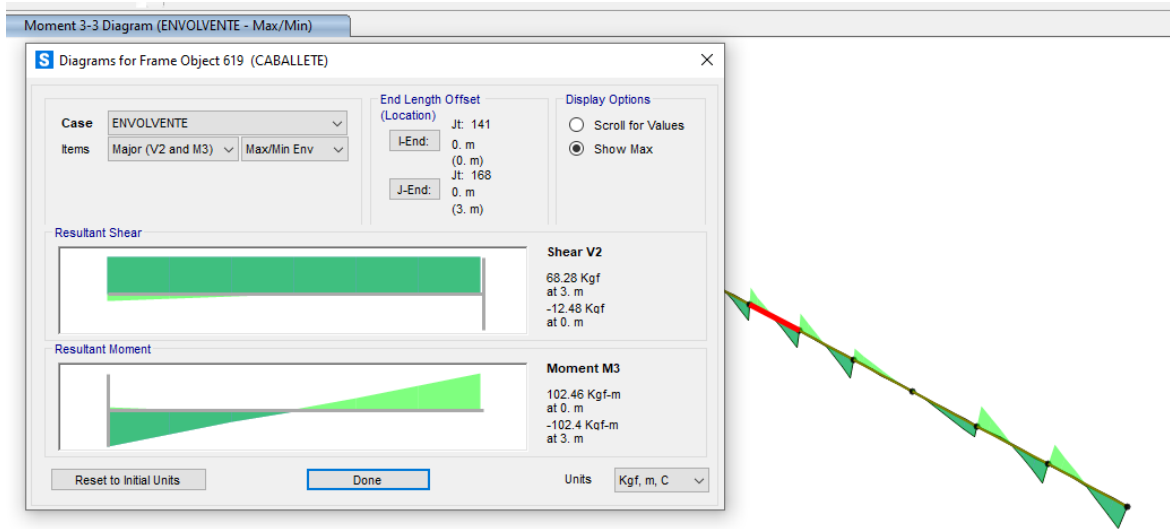 Moment 3-3 Diagram (ENVOLVENTE - Max/Min)
S Diagrams for Frame Object 619 (CABALLETE)
Case ENVOLVENTE
Items Major (V2 and M3) Max/Min Env
End Length Offset
(Location)
Jt: 141
I-End: 0. m
(0. m)
Jt: 168
J-End: 0. m
(3. m)
Display Options
Scroll for Values
Show Max
Resultant Shear
Shear V2
68.28 Kgf
at 3. m
-12.48 Kgf
at 0. m
Resultant Moment
Moment M3
102.46 Kgf-m
at 0. m
-102.4 Kgf-m
at 3. m
Reset to Initial Units
Done
Units Kgf, m, C